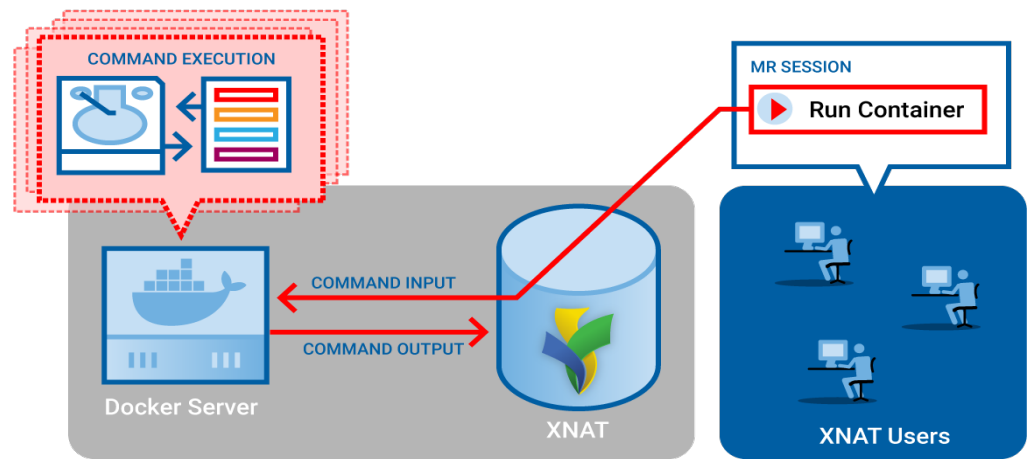 COMMAND EXECUTION
MR SESSION
Run Container
COMMAND INPUT
COMMAND OUTPUT
Docker Server
XNAT
XNAT Users